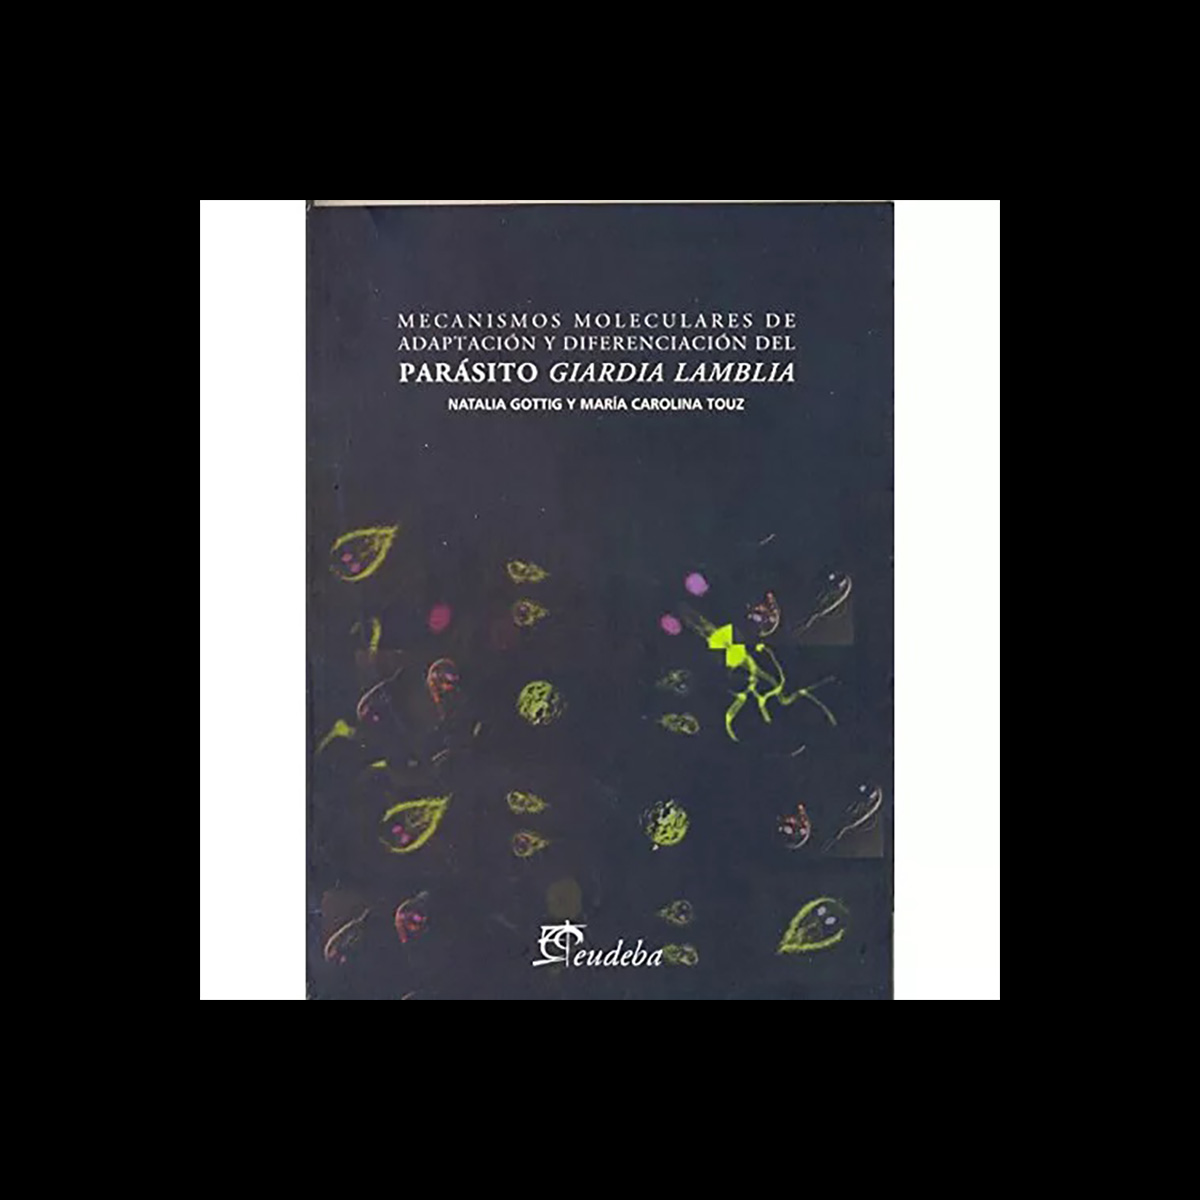 MECANISMOS MOLECULARES DE
ADAPTACIÓN Y DIFERENCIACIÓN DEL
PARÁSITO GIARDIA LAMBLIA
NATALIA GOTTIG Y MARÍA CAROLINA TOUZ
eudeba